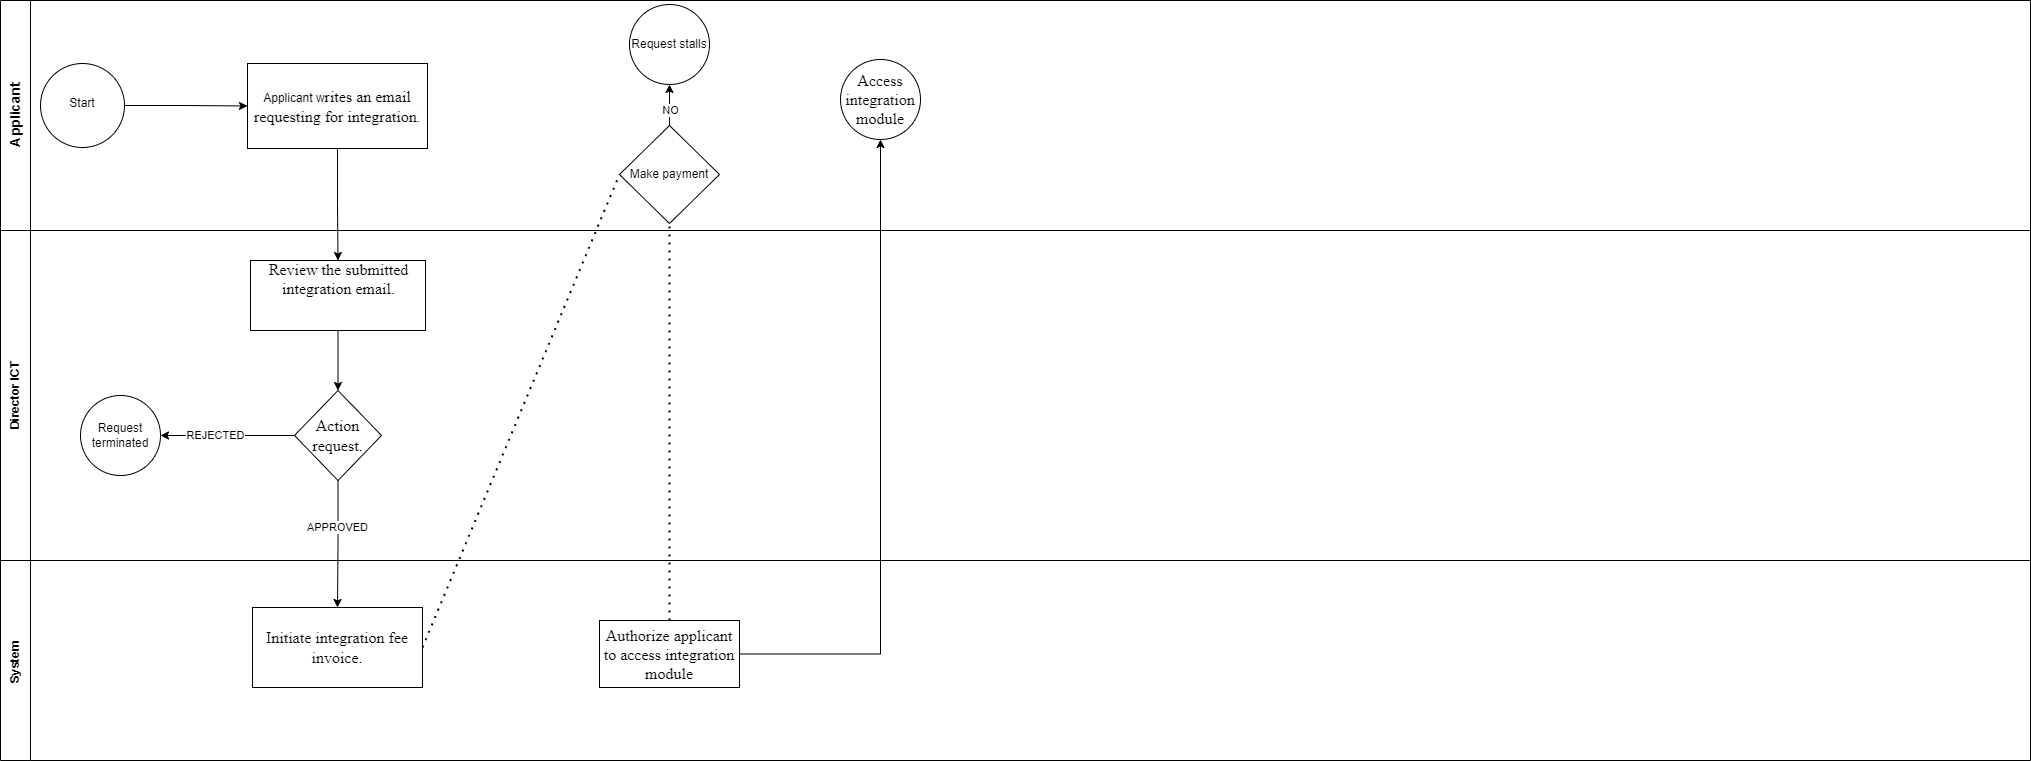 Applicant
Start
Applicant writes an email
requesting for integration.
Request stalls
NO
Make payment
Access
integration
module
Director ICT
Review the submitted
integration email.
Action
request.
REJECTED
Request
terminated
APPROVED
System
Initiate integration fee
invoice.
Authorize applicant
to access integration
module